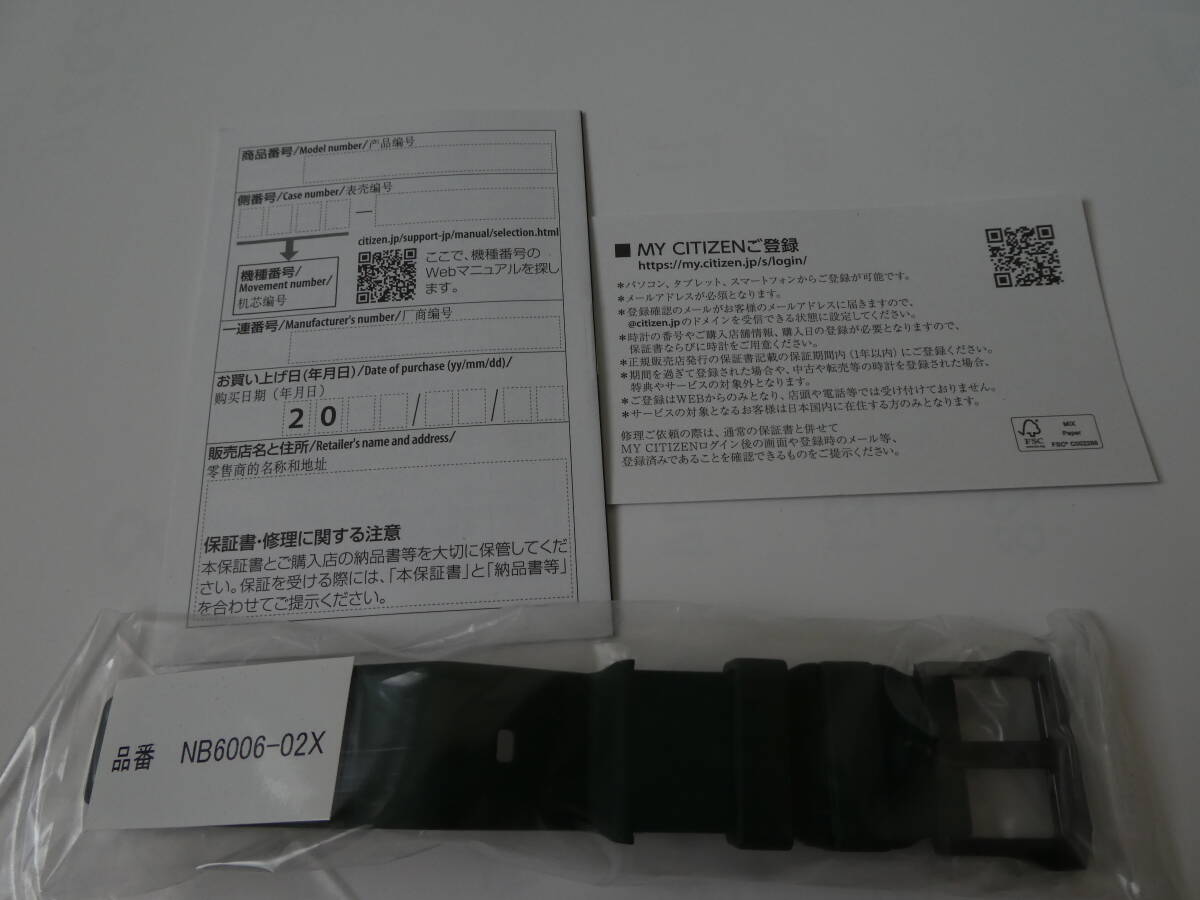 商品番号/Model number/产品编号
側番号/Case number/表壳编号
citizen.jp/support-jp/manual/selection.html
機種番号/
Movement number/
机芯编号
ここで、機種番号の
Webマニュアルを探し
ます。
一連番号/Manufacturer's number/厂商编号
お買い上げ日(年月日)/Date of purchase (yy/mm/dd)/
购买日期（年月日）
2 0 / /
販売店名と住所/Retailer's name and address/
零售商的名称和地址
保証書・修理に関する注意
本保証書とご購入店の納品書等を大切に保管してくだ
さい。保証を受ける際には、「本保証書」と「納品書等」
を合わせてご提示ください。
■ MY CITIZENご登録
https://my.citizen.jp/s/login/
*パソコン、タブレット、スマートフォンからご登録が可能です。
*メールアドレスが必須となります。
*登録確認のメールがお客様のメールアドレスに届きますので、
@citizen.jpのドメインを受信できる状態に設定してください。
*時計の番号やご購入店舗情報、購入日の登録が必要となりますので、
保証書ならびに時計をご用意ください。
*正規販売店発行の保証書記載の保証期間内（1年以内）にご登録ください。
*期間を過ぎて登録された場合や、中古や転売等の時計を登録された場合、
特典やサービスの対象外となります。
*ご登録はWEBからのみとなり、店頭や電話等では受け付けておりません。
*サービスの対象となるお客様は日本国内に在住する方のみとなります。
修理ご依頼の際は、通常の保証書と併せて
MY CITIZENログイン後の画面や登録時のメール等、
登録済みであることを確認できるものをご提示ください。
FSC
MIX
Paper
品番 NB6006-02X